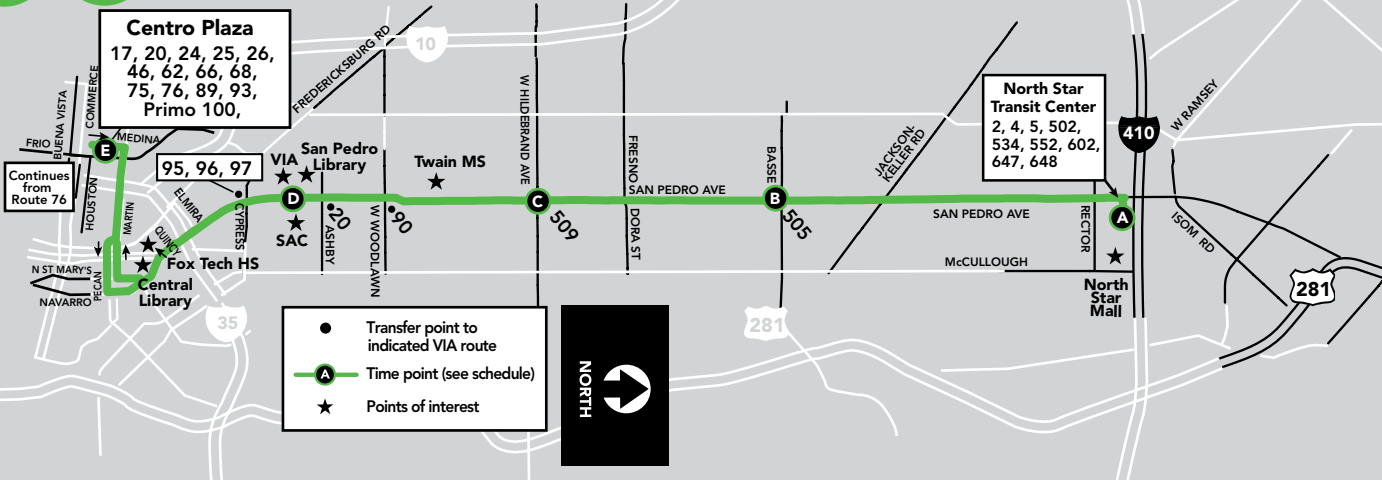 Centro Plaza
17, 20, 24, 25, 26,
46, 62, 66, 68,
75, 76, 89, 93,
Primo 100,
FREDERICKSBURG RD
10
COMMERCE
BUENA VISTA
FRIO
MEDINA
E
Continues
from
Route 76
HOUSTON
MARTIN
95, 96, 97
ELMIRA
CYPRESS
QUINCY
Fox Tech HS
Central
Library
N ST MARY'S
NAVARRO
PECAN
VIA
San Pedro
Library
D
SAC
20
ASHBY
W WOODLAWN
90
Twain MS
W HILDEBRAND AVE
C
509
FRESNO
DORA ST
SAN PEDRO AVE
BASSE
B
505
JACKSON-
KELLER RD
SAN PEDRO AVE
McCULLOUGH
North Star
Transit Center
2, 4, 5, 502,
534, 552, 602,
647, 648
410
W RAMSEY
A
RECTOR
North
Star
Mall
ISOM RD
281
281
35
Transfer point to
indicated VIA route
A
Time point (see schedule)
Points of interest
NORTH